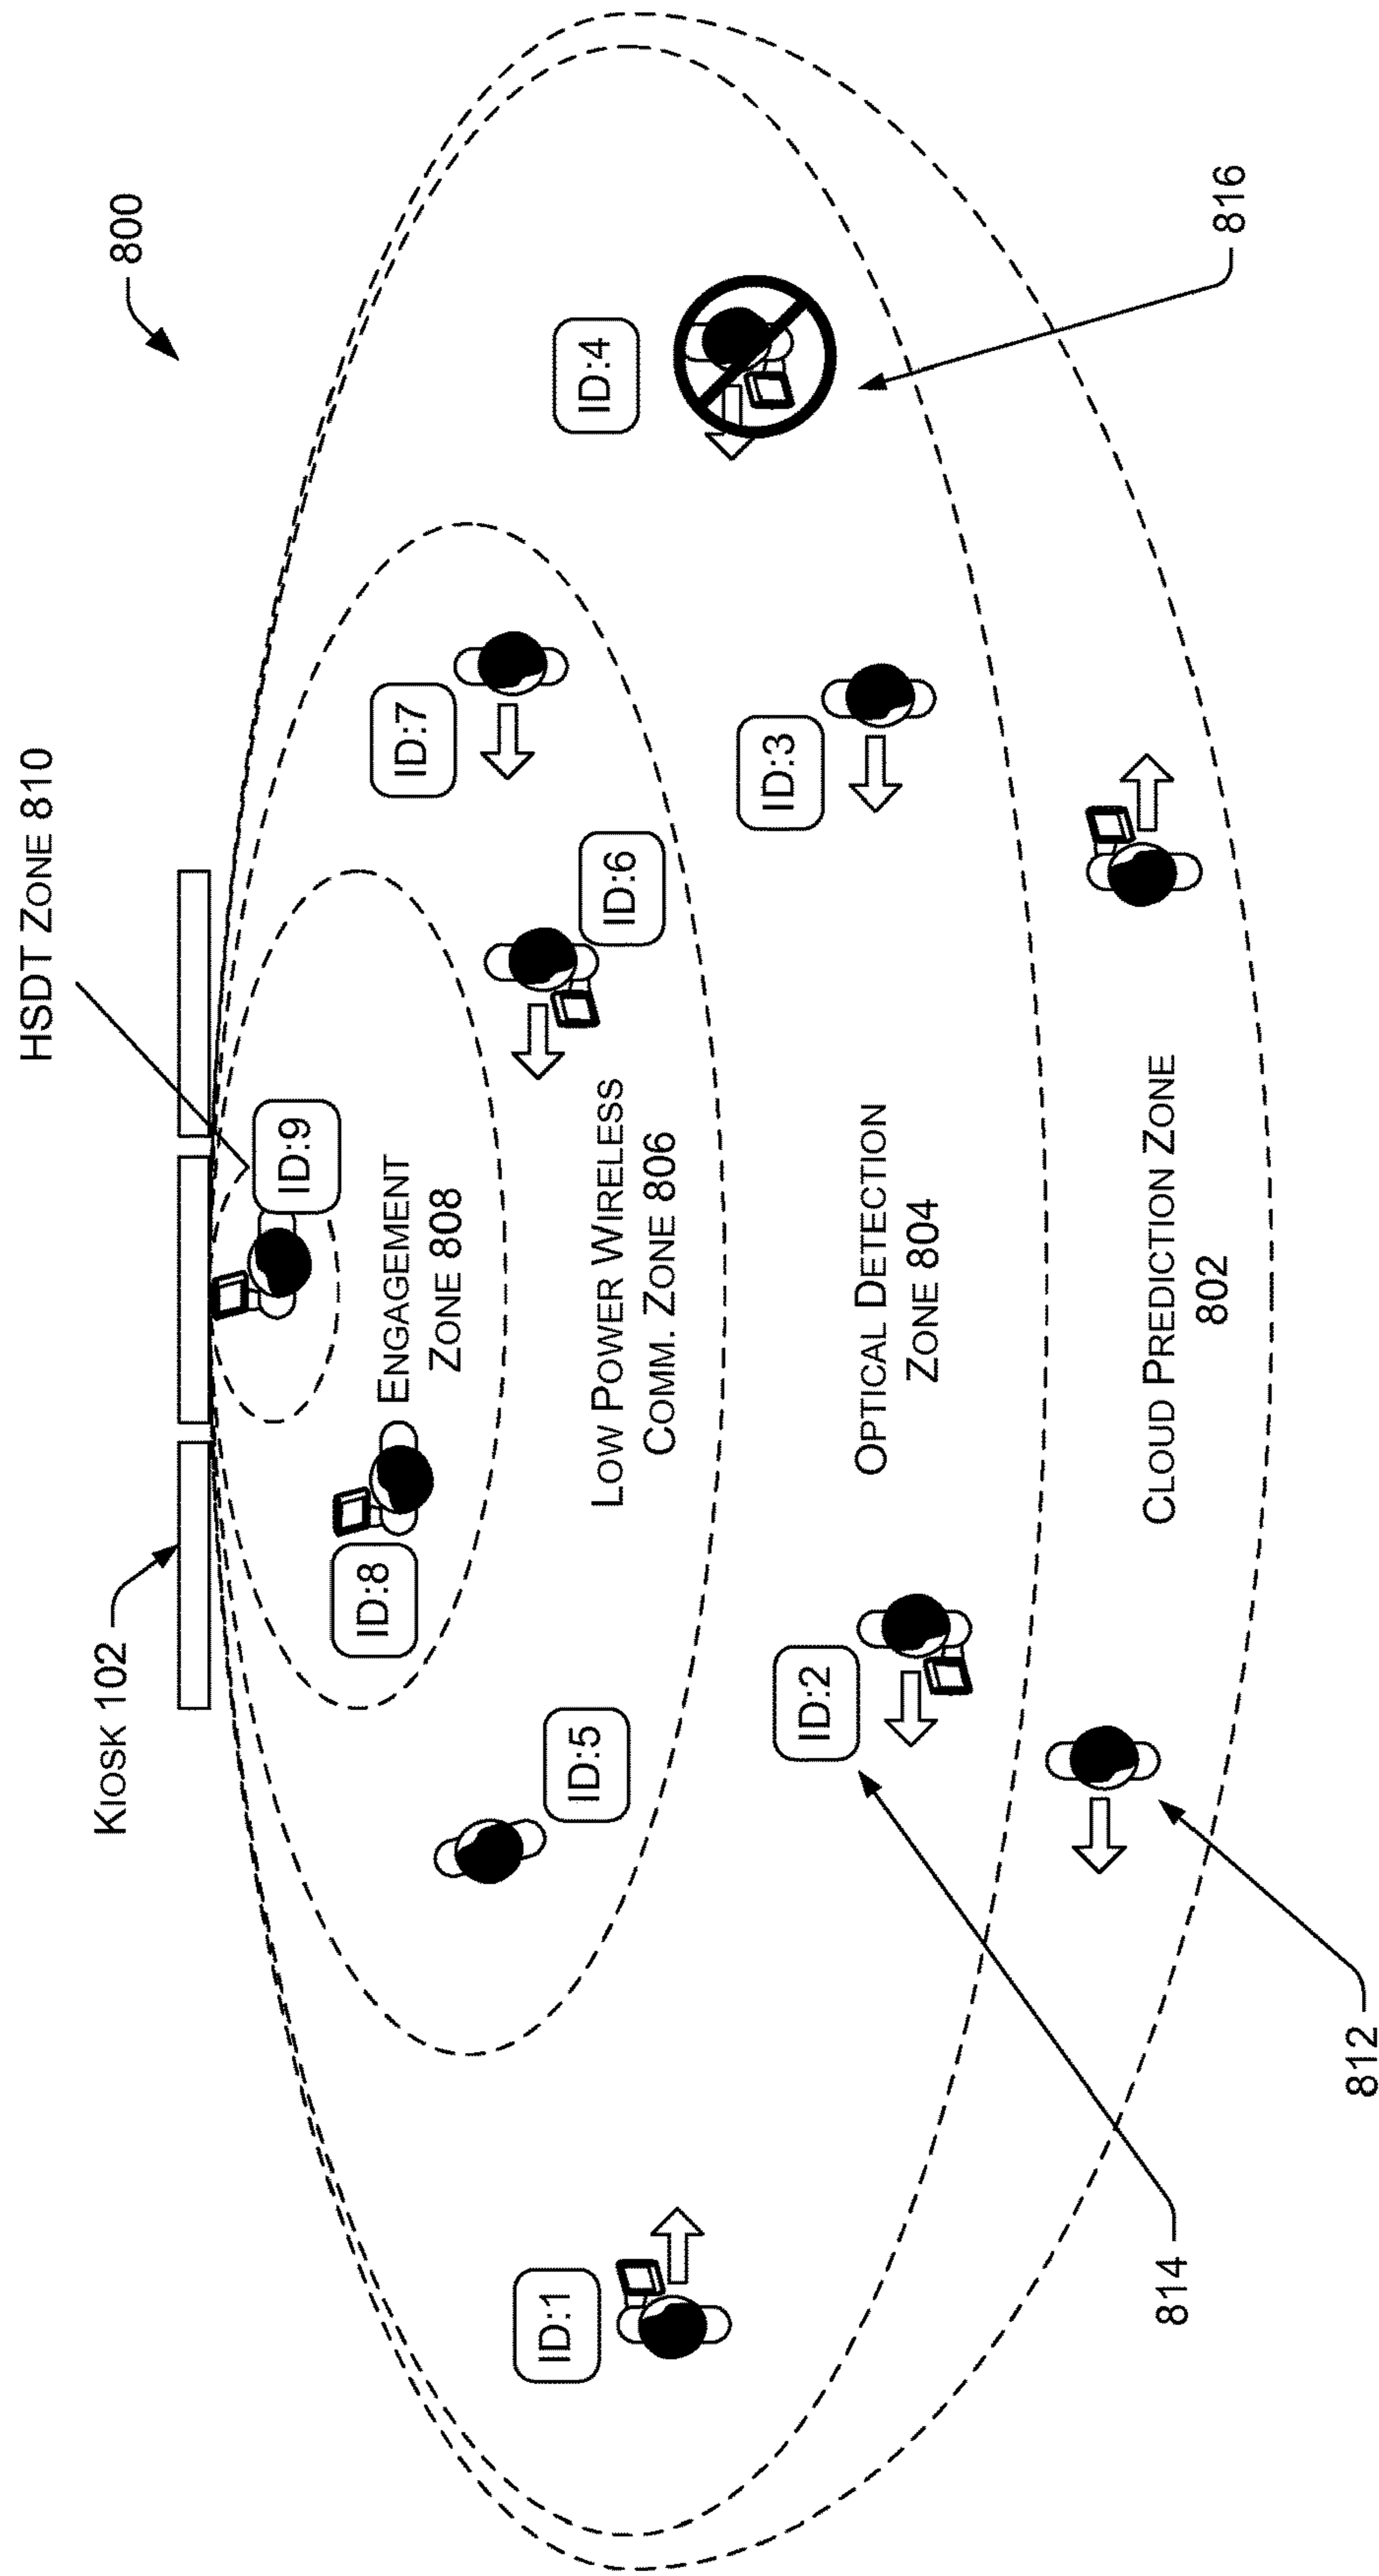 800
HSDT ZONE 810
KIOSK 102
ID:9
ID:8
ENGAGEMENT
ZONE 808
ID:7
ID:6
ID:5
LOW POWER WIRELESS
COMM. ZONE 806
ID:4
ID:1
ID:3
ID:2
OPTICAL DETECTION
ZONE 804
816
CLOUD PREDICTION ZONE
802
814
812